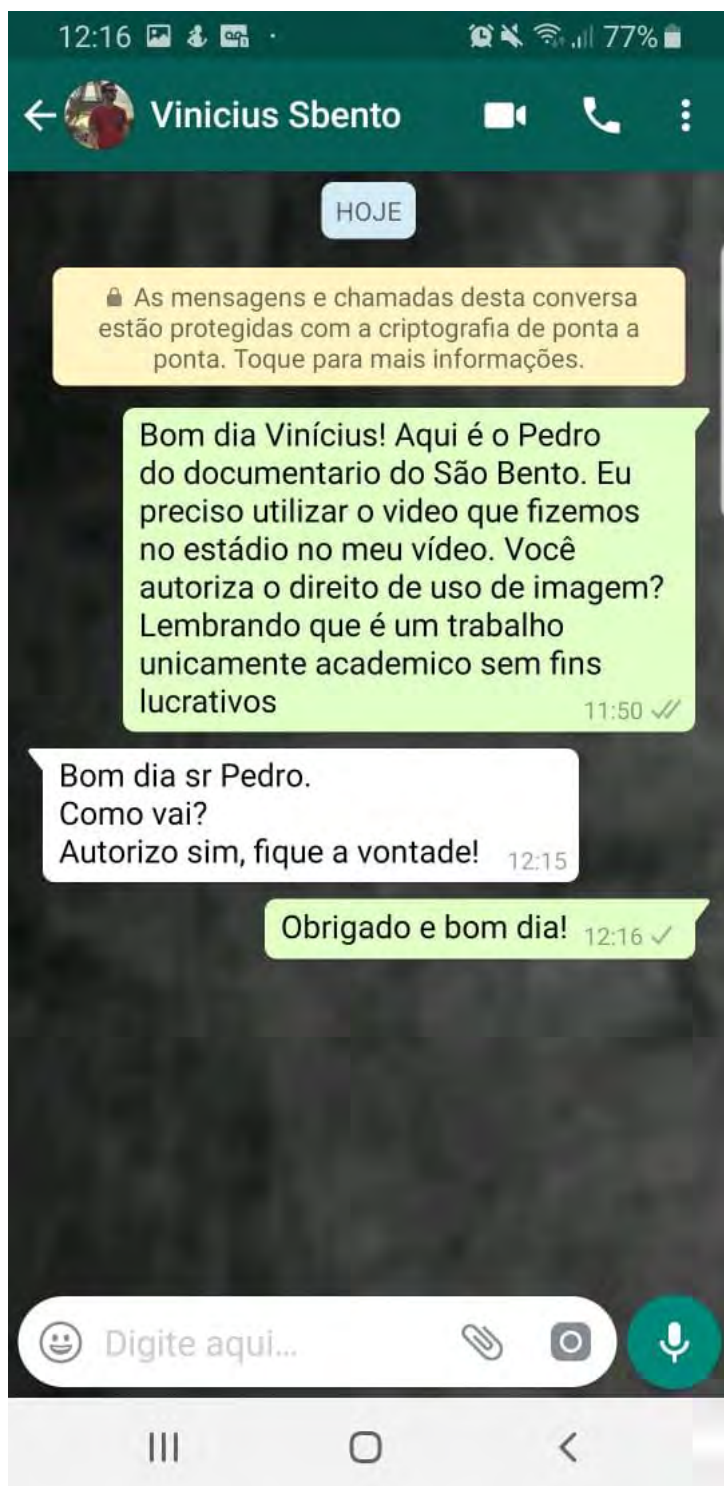 12:16
77%
Vinicius Sbento
HOJE
As mensagens e chamadas desta conversa
estão protegidas com a criptografia de ponta a
ponta. Toque para mais informações.
Bom dia Vinícius! Aqui é o Pedro
do documentario do São Bento. Eu
preciso utilizar o video que fizemos
no estádio no meu vídeo. Você
autoriza o direito de uso de imagem?
Lembrando que é um trabalho
unicamente academico sem fins
lucrativos
11:50
Bom dia sr Pedro.
Como vai?
Autorizo sim, fique a vontade! 12:15
Obrigado e bom dia! 12:16
Digite aqui...